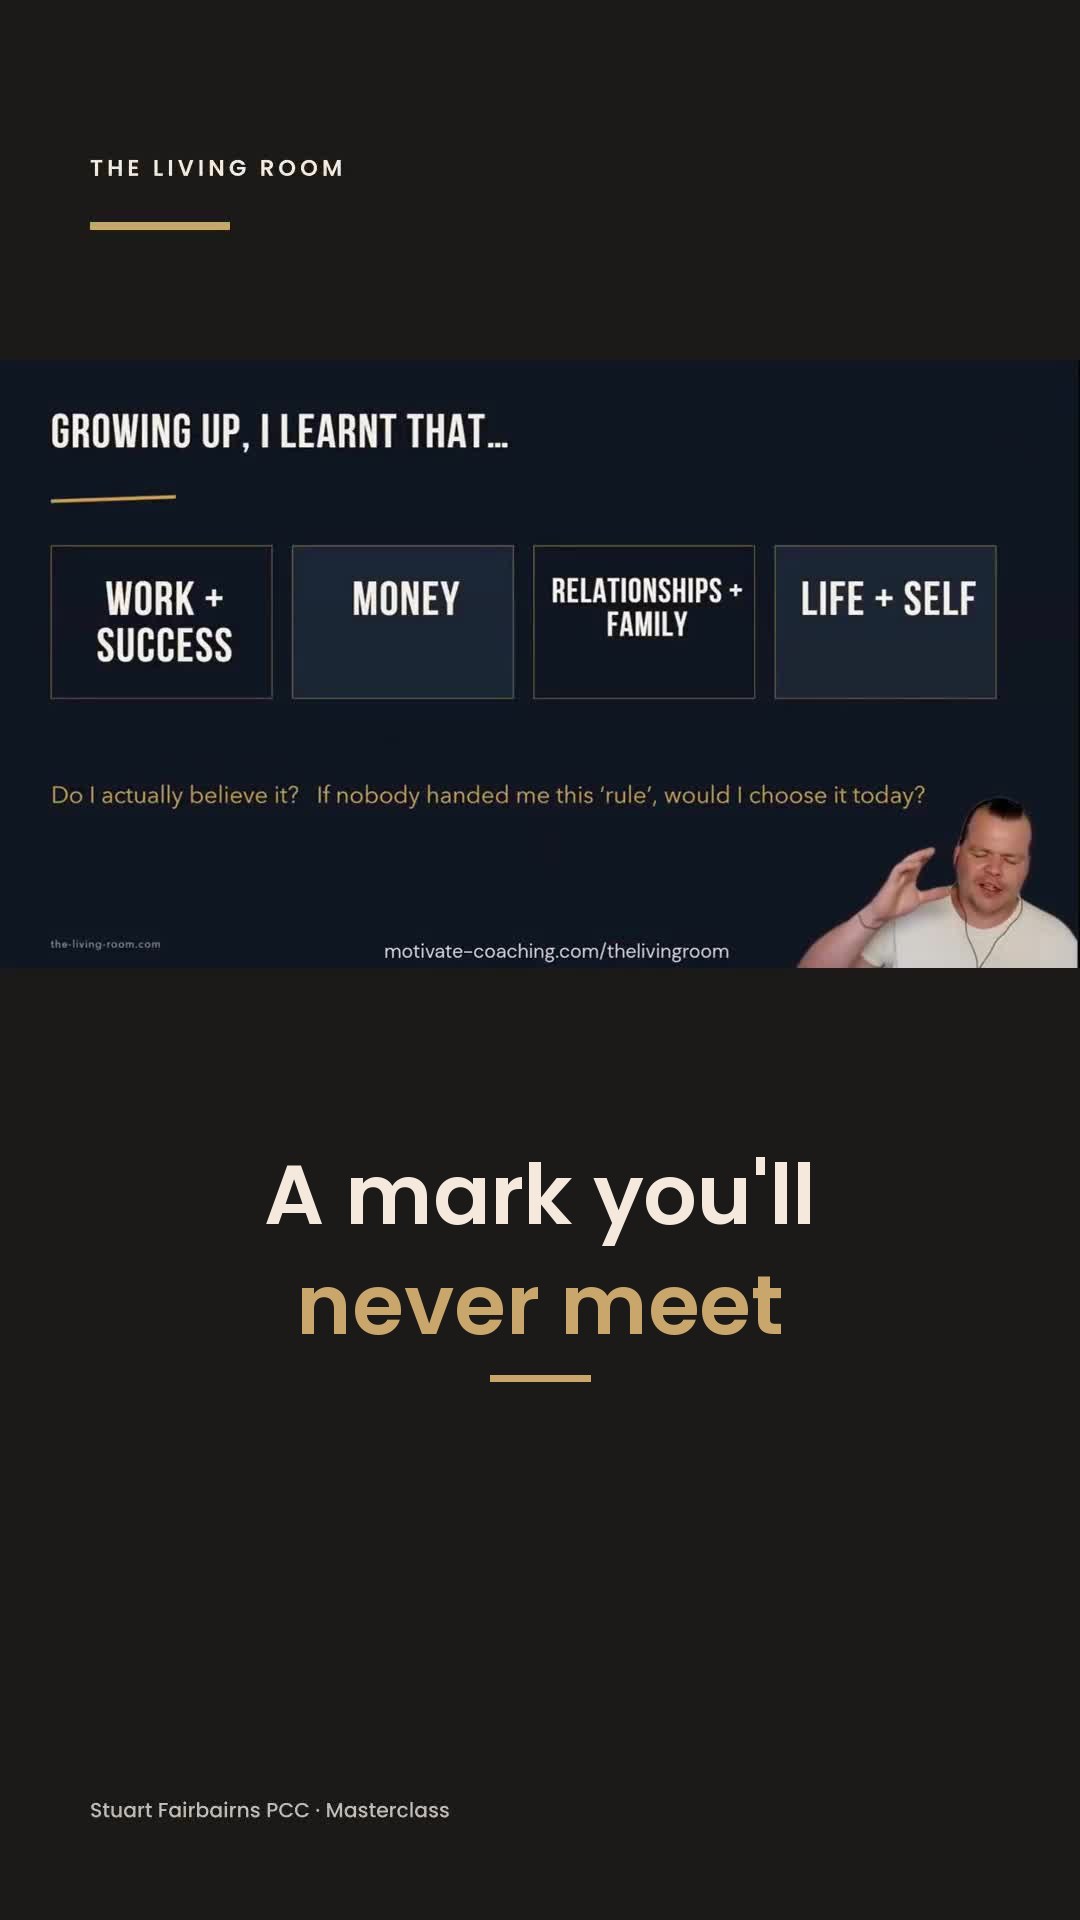 THE LIVING ROOM
GROWING UP, I LEARNT THAT...
WORK +
SUCCESS
MONEY
RELATIONSHIPS +
FAMILY
LIFE + SELF
Do I actually believe it? If nobody handed me this ‘rule’, would I choose it today?
the-living-room.com
motivate-coaching.com/thelivingroom
A mark you'll
never meet
Stuart Fairbairns PCC · Masterclass